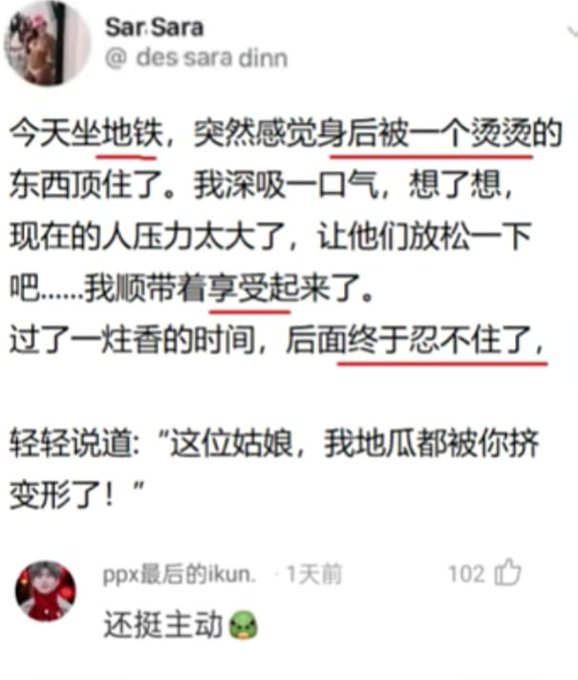 Sar Sara
@ des sara dinn
今天坐地铁，突然感觉身后被一个烫烫的
东西顶住了。我深吸一口气，想了想，
现在的人压力太大了，让他们放松一下
吧......我顺带着享受起来了。
过了一炷香的时间，后面终于忍不住了，
轻轻说道:“这位姑娘，我地瓜都被你挤
变形了！”
ppx最后的ikun. · 1天前 102
还挺主动